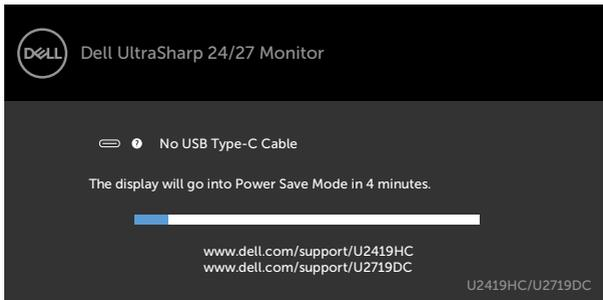 DELL
Dell UltraSharp 24/27 Monitor
? No USB Type-C Cable
The display will go into Power Save Mode in 4 minutes.
www.dell.com/support/U2419HC
www.dell.com/support/U2719DC
U2419HC/U2719DC